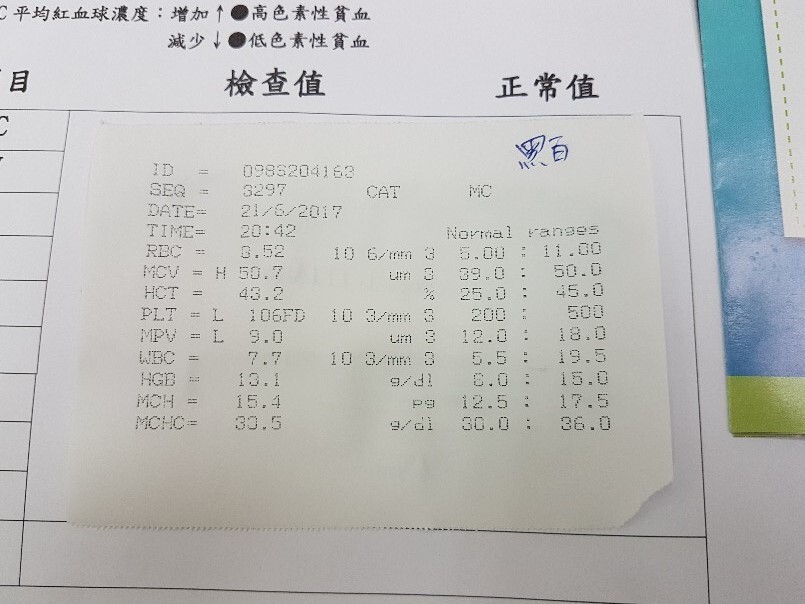 C 平均紅血球濃度：增加↑●高色素性貧血
減少↓●低色素性貧血
目 檢查值 正常值
黑白
ID = 0988204163
SEQ = 3297 CAT MC
DATE= 21/6/2017
TIME= 20:42 Normal ranges
RBC = 8.52 10 6/mm 3 5.00 : 11.00
MCV = H 50.7 um 3 39.0 : 50.0
HCT = 43.2 % 25.0 : 45.0
PLT = L 106FD 10 3/mm 3 200 : 500
MPV = L 9.0 um 3 12.0 : 18.0
WBC = 7.7 10 3/mm 3 5.5 : 19.5
HGB = 13.1 g/dl 8.0 : 15.0
MCH = 15.4 pg 12.5 : 17.5
MCHC= 30.5 g/dl 30.0 : 36.0